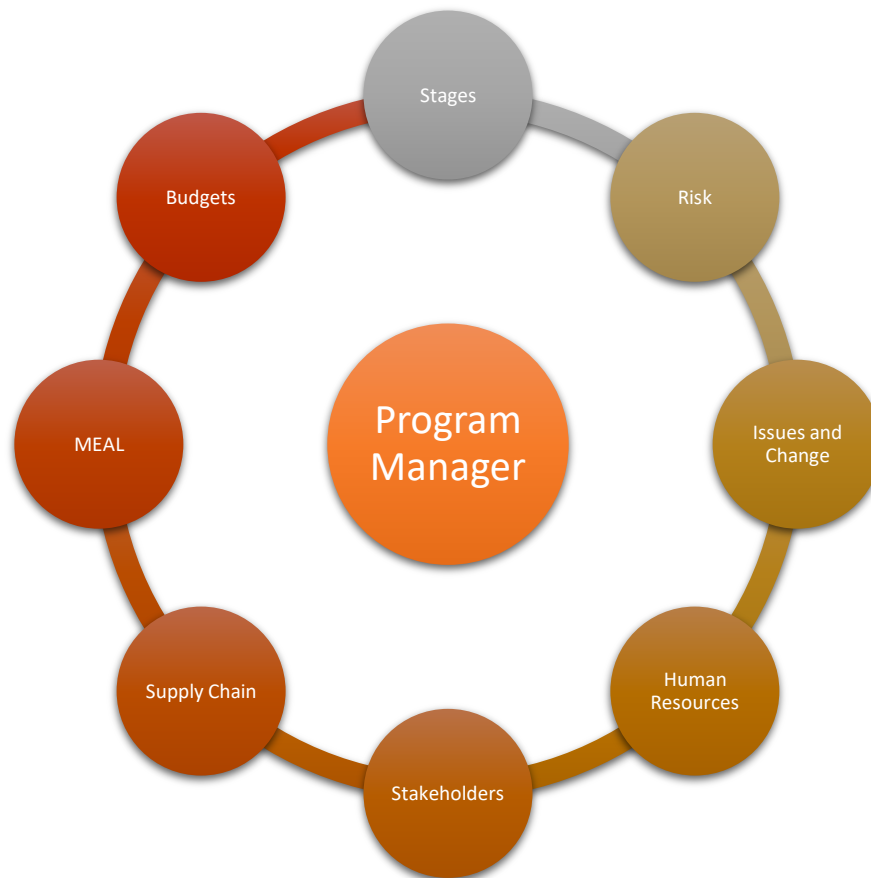 Stages
Risk
Issues and
Change
Human
Resources
Stakeholders
Supply Chain
MEAL
Budgets
Program
Manager